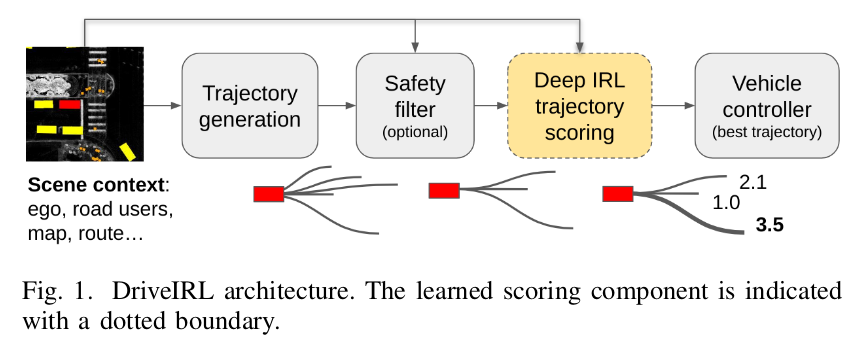 Trajectory
generation
Safety
filter
(optional)
Deep IRL
trajectory
scoring
Vehicle
controller
(best trajectory)
Scene context:
ego, road users,
map, route...
2.1
1.0
3.5
Fig. 1. DriveIRL architecture. The learned scoring component is indicated
with a dotted boundary.